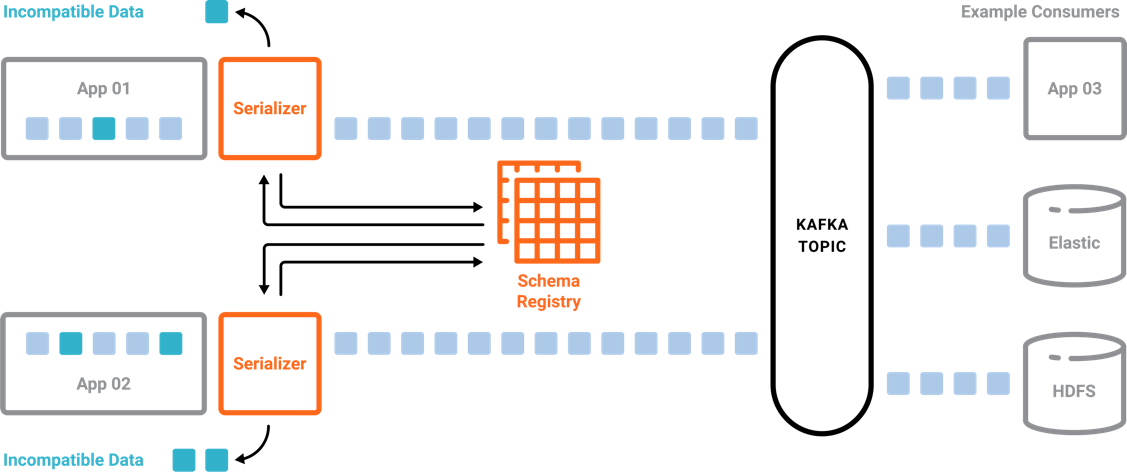 Incompatible Data
Example Consumers
App 01
Serializer
App 03
KAFKA
TOPIC
Elastic
Schema
Registry
Serializer
App 02
HDFS
Incompatible Data